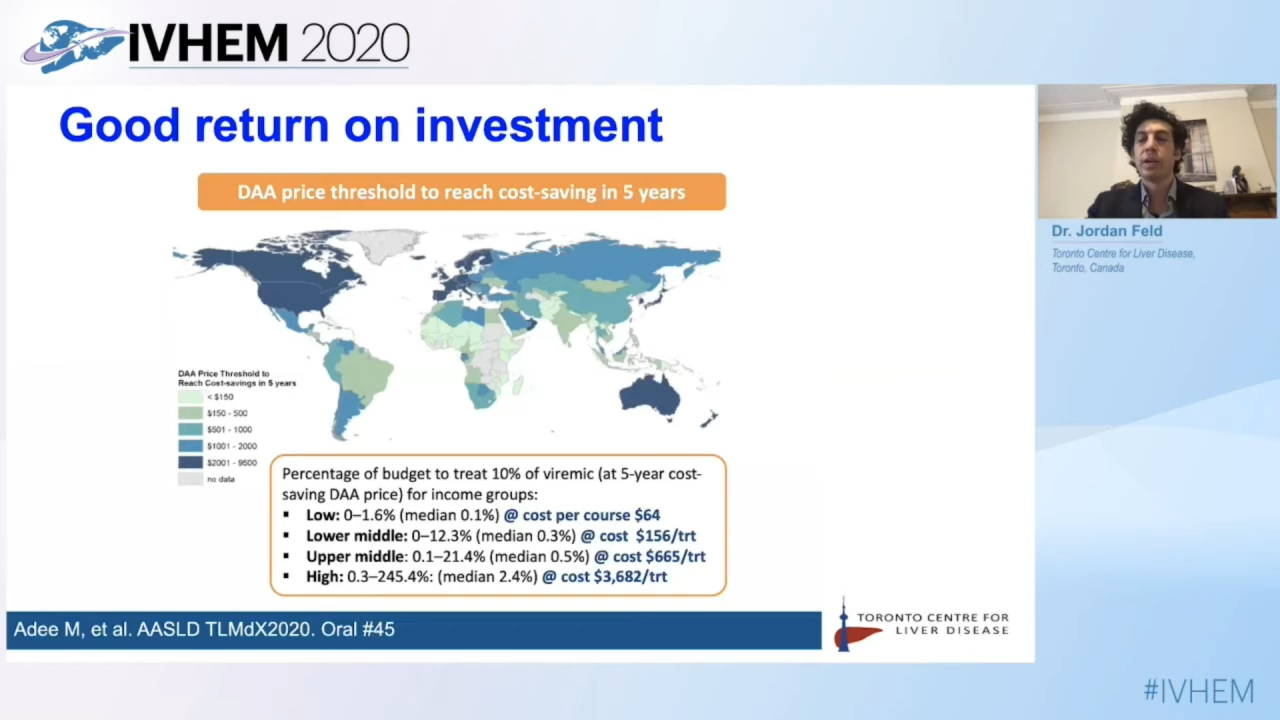 IVHEM 2020
Good return on investment
DAA price threshold to reach cost-saving in 5 years
Dr. Jordan Feld
Toronto Centre for Liver Disease,
Toronto, Canada
DAA Price Threshold to
Reach Cost-savings in 5 years
< $150
$150 - 500
$501 - 1000
$1001 - 2000
$2001 - 9500
no data
Percentage of budget to treat 10% of viremic (at 5-year cost-
saving DAA price) for income groups:
▪ Low: 0–1.6% (median 0.1%) @ cost per course $64
▪ Lower middle: 0–12.3% (median 0.3%) @ cost $156/trt
▪ Upper middle: 0.1–21.4% (median 0.5%) @ cost $665/trt
▪ High: 0.3–245.4%: (median 2.4%) @ cost $3,682/trt
Adee M, et al. AASLD TLMdX2020. Oral #45
TORONTO CENTRE FOR
LIVER DISEASE
#IVHEM